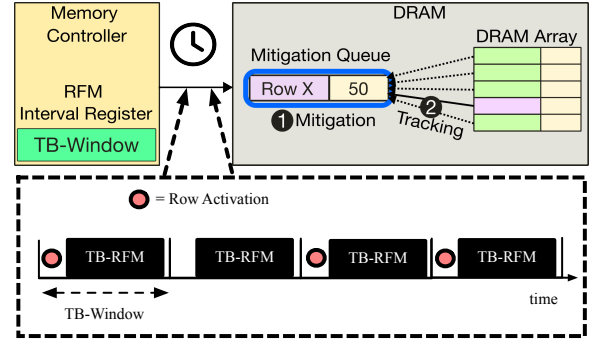 Memory
Controller
RFM
Interval Register
TB-Window
DRAM
Mitigation Queue
Row X 50
1 Mitigation
DRAM Array
2
Tracking
= Row Activation
TB-RFM TB-RFM TB-RFM TB-RFM
TB-Window
time